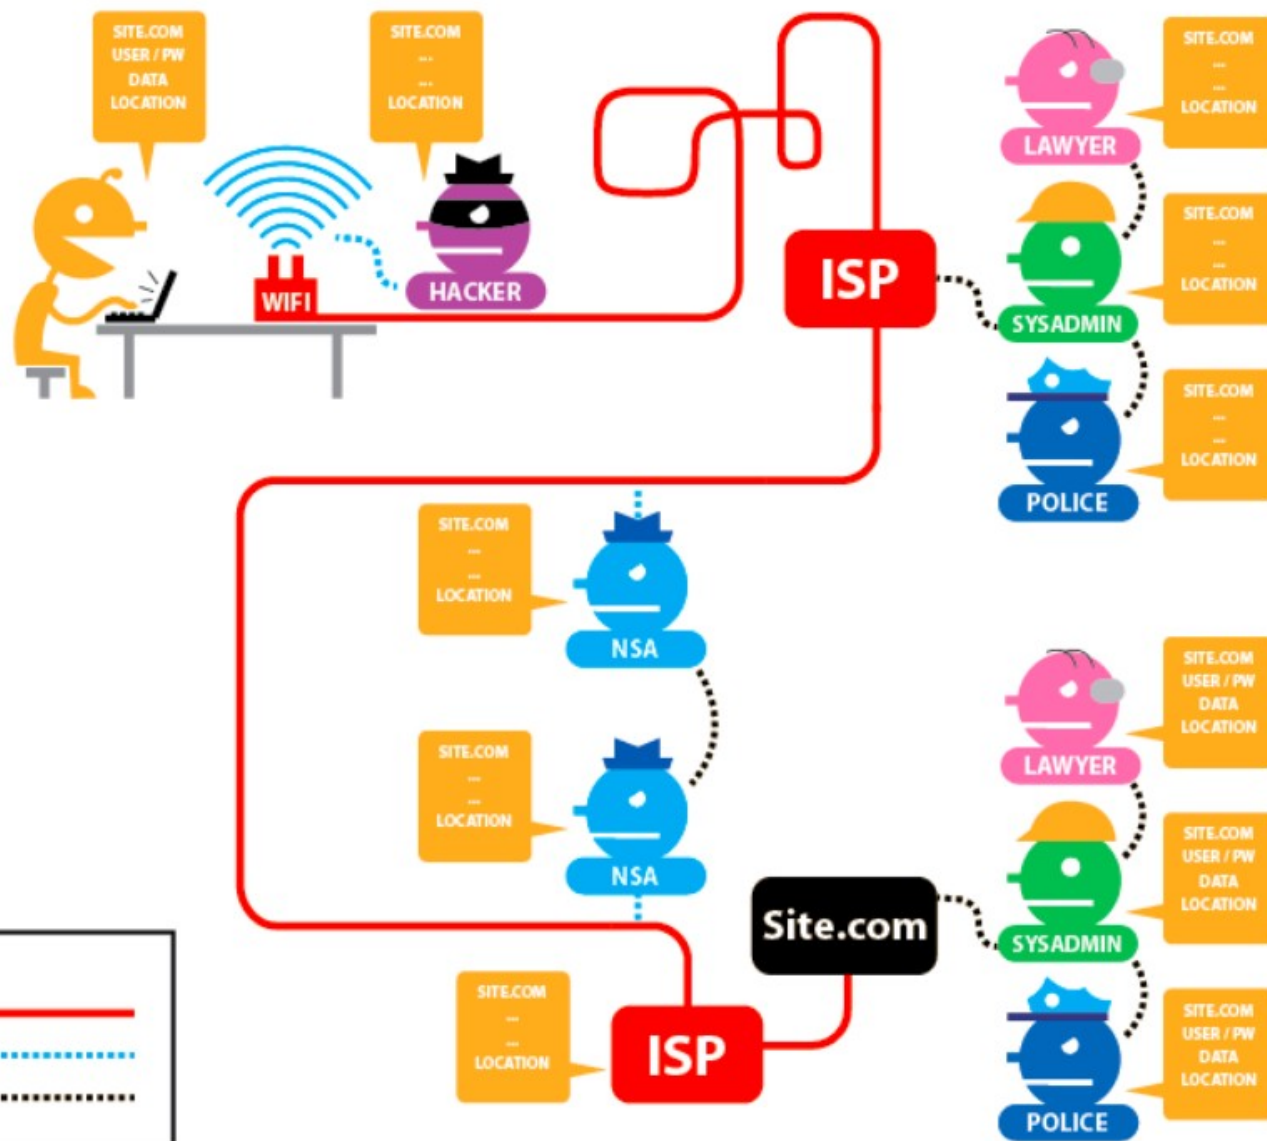 SITE.COM
USER / PW
DATA
LOCATION
SITE.COM
...
...
LOCATION
WIFI
HACKER
ISP
SITE.COM
...
...
LOCATION
LAWYER
SITE.COM
...
...
LOCATION
SYSADMIN
SITE.COM
...
...
LOCATION
POLICE
SITE.COM
...
...
LOCATION
NSA
SITE.COM
...
...
LOCATION
NSA
SITE.COM
...
...
LOCATION
ISP
Site.com
SITE.COM
USER / PW
DATA
LOCATION
LAWYER
SITE.COM
USER / PW
DATA
LOCATION
SYSADMIN
SITE.COM
USER / PW
DATA
LOCATION
POLICE